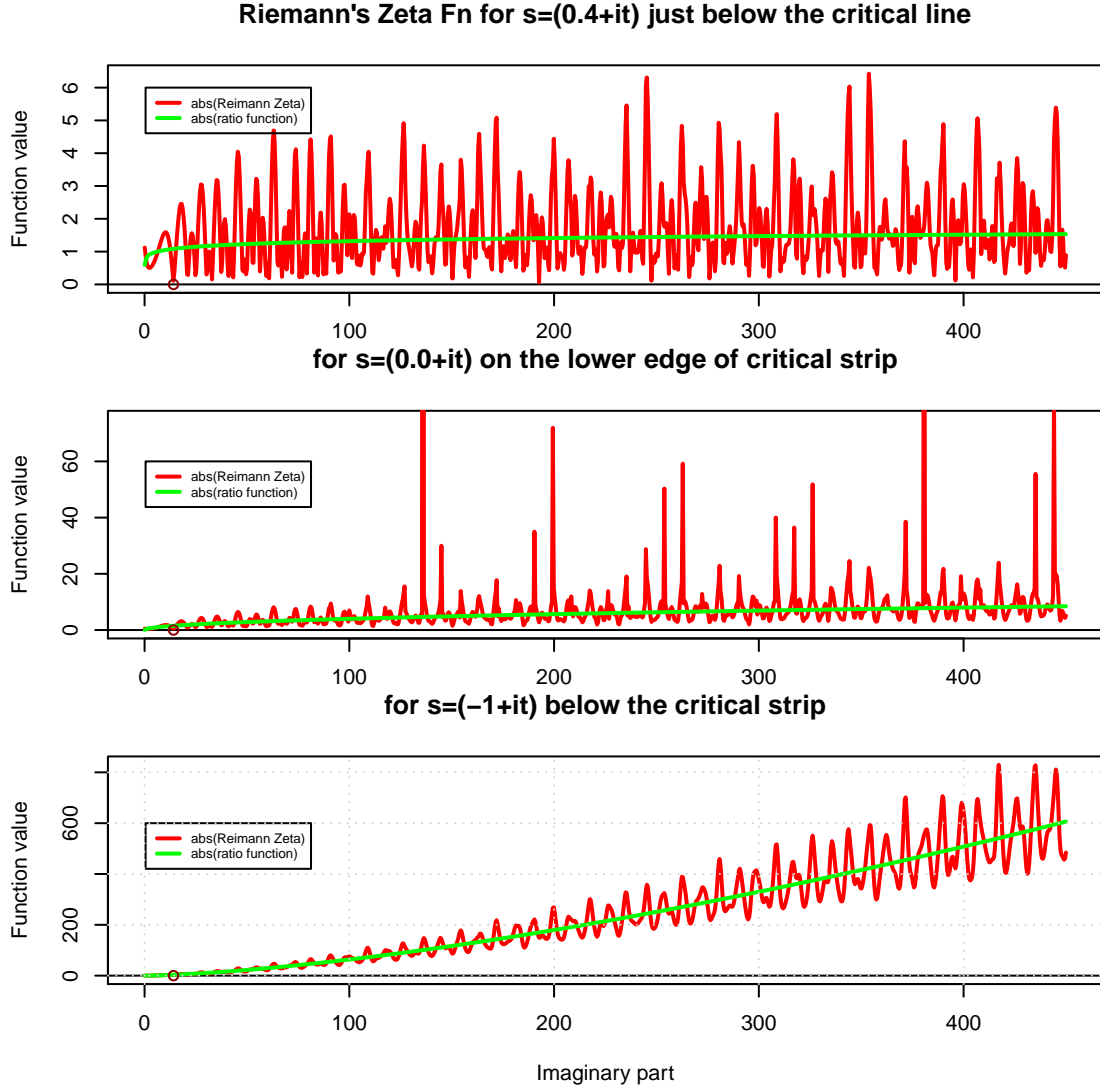 Riemann's Zeta Fn for s=(0.4+it) just below the critical line
Function value
6
5
4
3
2
1
0
abs(Reimann Zeta)
abs(ratio function)
0
100
200
300
400
for s=(0.0+it) on the lower edge of critical strip
Function value
60
40
20
0
abs(Reimann Zeta)
abs(ratio function)
0
100
200
300
400
for s=(−1+it) below the critical strip
Function value
600
200
0
abs(Reimann Zeta)
abs(ratio function)
0
100
200
300
400
Imaginary part